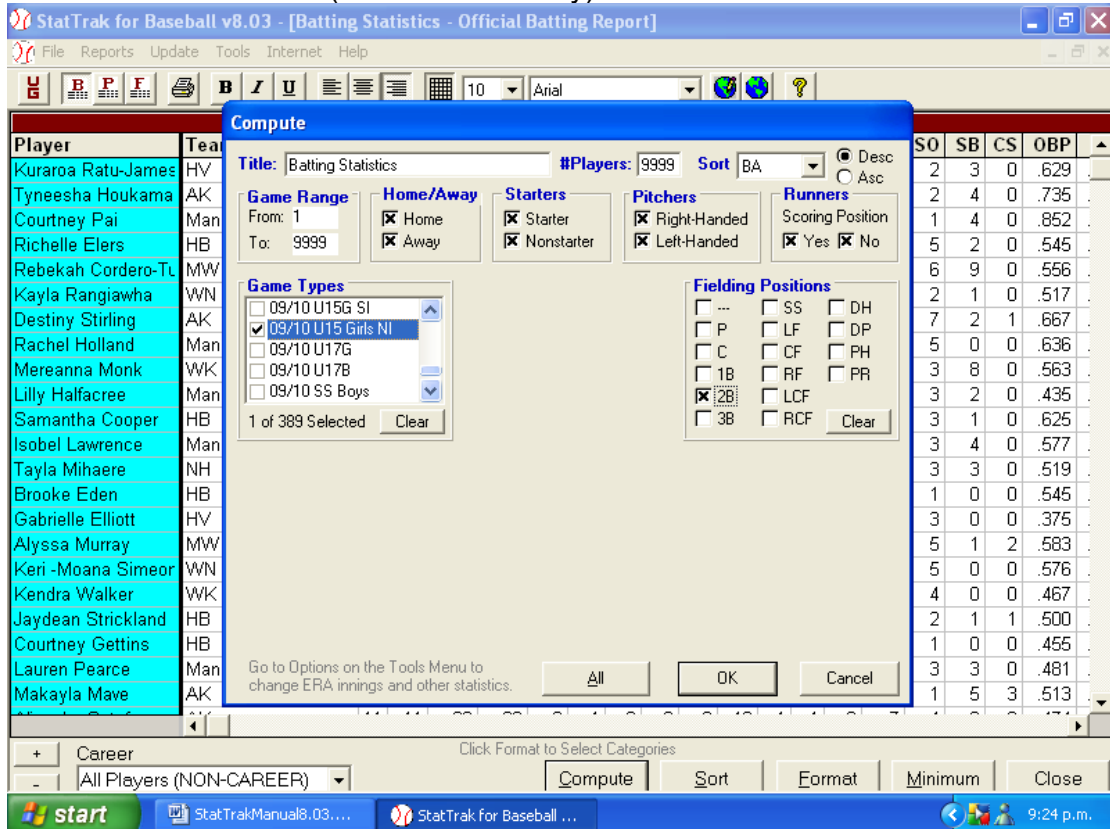 StatTrak for Baseball v8.03 - [Batting Statistics - Official Batting Report]
File Reports Update Tools Internet Help
UG B. P. F. B I U 10 Arial
Compute
Title: Batting Statistics #Players: 9999 Sort BA Desc Asc
Game Range
From: 1
To: 9999
Home/Away
Home
Away
Starters
Starter
Nonstarter
Pitchers
Right-Handed
Left-Handed
Runners
Scoring Position
Yes No
Game Types
09/10 U15G SI
09/10 U15 Girls NI
09/10 U17G
09/10 U17B
09/10 SS Boys
1 of 389 Selected Clear
Fielding Positions
--- SS DH
P LF DP
C CF PH
1B RF PR
2B LCF
3B RCF Clear
Go to Options on the Tools Menu to
change ERA innings and other statistics.
All OK Cancel
Player Tea SO SB CS OBP
Kuraroa Ratu-James HV 2 3 0 .629
Tyneesha Houkama AK 2 4 0 .735
Courtney Pai Man 1 4 0 .852
Richelle Elers HB 5 2 0 .545
Rebekah Cordero-Tu MW 6 9 0 .556
Kayla Rangiawha WN 2 1 0 .517
Destiny Stirling AK 7 2 1 .667
Rachel Holland Man 5 0 0 .636
Mereanna Monk WK 3 8 0 .563
Lilly Halfacree Man 3 2 0 .435
Samantha Cooper HB 3 1 0 .625
Isobel Lawrence Man 3 4 0 .577
Tayla Mihaere NH 3 3 0 .519
Brooke Eden HB 1 0 0 .545
Gabrielle Elliott HV 3 0 0 .375
Alyssa Murray MW 5 1 2 .583
Keri -Moana Simeor WN 5 0 0 .576
Kendra Walker WK 4 0 0 .467
Jaydean Strickland HB 2 1 1 .500
Courtney Gettins HB 1 0 0 .455
Lauren Pearce Man 3 3 0 .481
Makayla Mave AK 1 5 3 .513
+ Career Click Format to Select Categories
- All Players (NON-CAREER) Compute Sort Format Minimum Close
start StatTrakManual8.03.... StatTrak for Baseball ... 9:24 p.m.